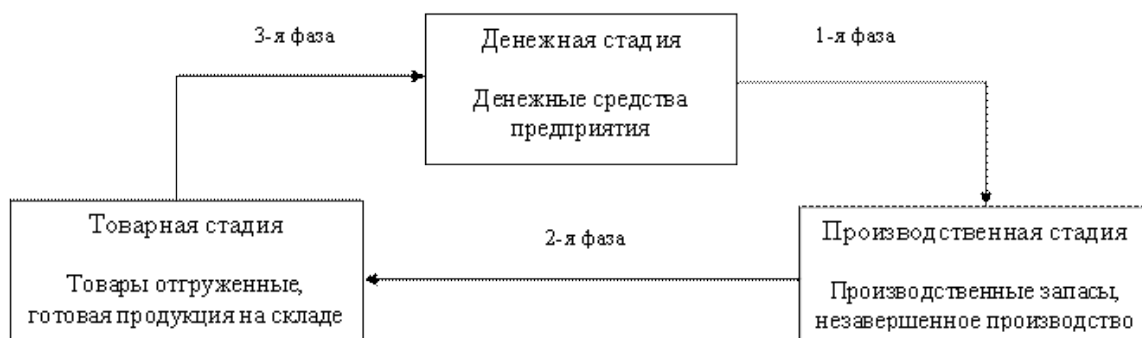 3-я фаза
Денежная стадия
1-я фаза
Денежные средства
предприятия
Товарная стадия
2-я фаза
Производственная стадия
Товары отгруженные,
готовая продукция на складе
Производственные запасы,
незавершенное производство